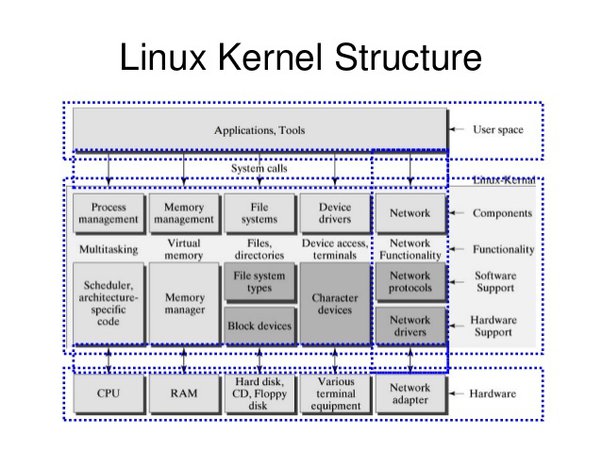 Linux Kernel Structure
Applications, Tools
User space
System calls
Linux-Kernal
Process
management
Memory
management
File
systems
Device
drivers
Network
Components
Multitasking
Virtual
memory
Files,
directories
Device access,
terminals
Network
Functionality
Functionality
Scheduler,
architecture-
specific
code
Memory
manager
File system
types
Block devices
Character
devices
Network
protocols
Network
drivers
Software
Support
Hardware
Support
CPU
RAM
Hard disk,
CD, Floppy
disk
Various
terminal
equipment
Network
adapter
Hardware